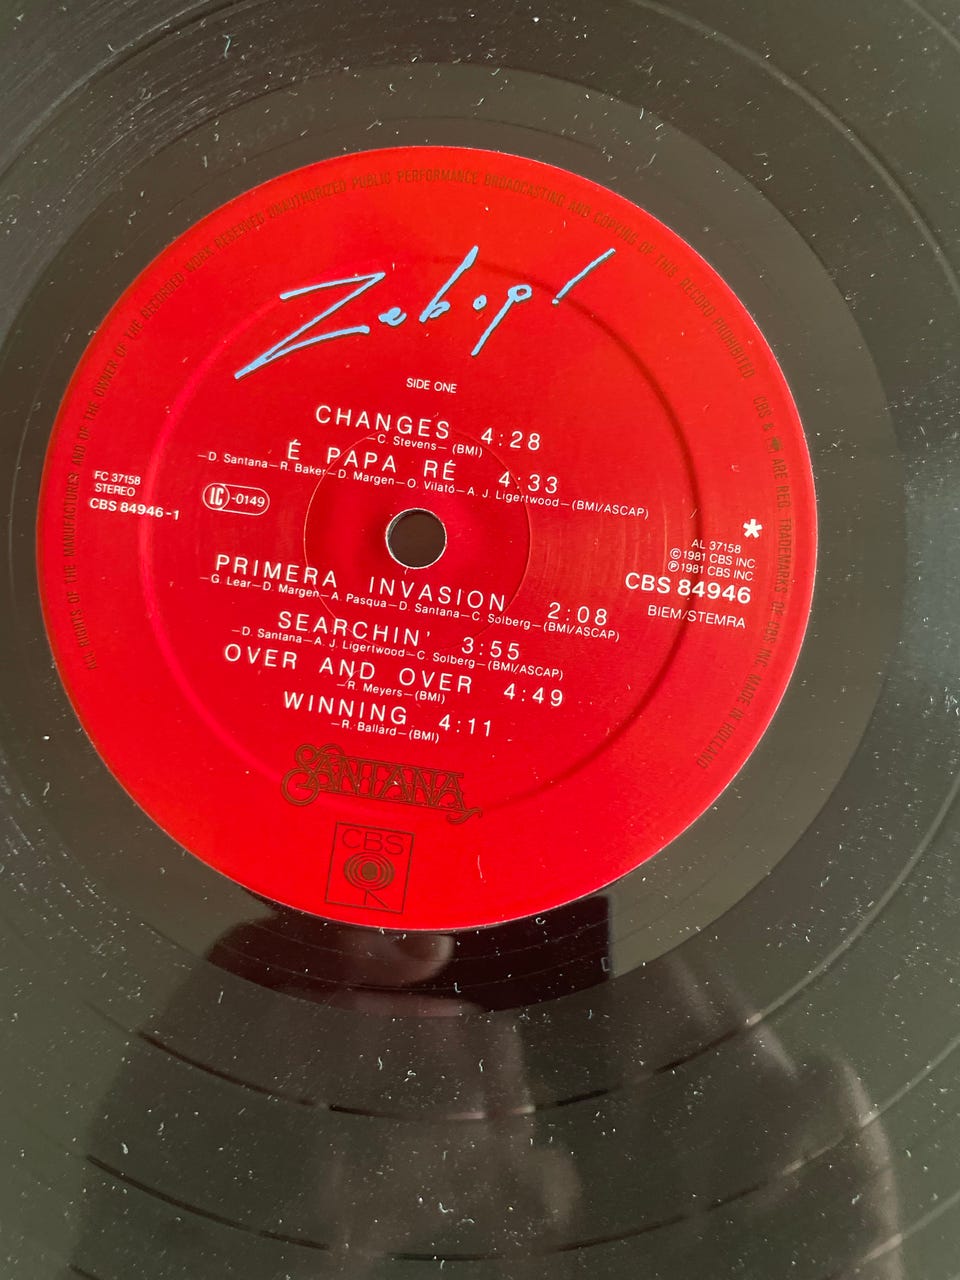 ALL RIGHTS OF THE MANUFACTURER AND OF THE OWNER OF THE RECORDED WORK RESERVED UNAUTHORIZED PUBLIC PERFORMANCE BROADCASTING AND COPYING OF THIS RECORD PROHIBITED
CBS & ARE REG. TRADEMARKS OF CBS INC. MADE IN HOLLAND
Zebop!
SIDE ONE
CHANGES 4:28
—C. Stevens— (BMI)
É PAPA RÉ 4:33
—D. Santana—R. Baker—D. Margen—O. Vilató—A. J. Ligertwood—(BMI/ASCAP)
FC 37158
STEREO
CBS 84946-1
LC -0149
*
AL 37158
©1981 CBS INC.
℗1981 CBS INC.
CBS 84946
BIEM/STEMRA
PRIMERA INVASION 2:08
—G. Lear—D. Margen—A. Pasqua—D. Santana—C. Solberg—(BMI/ASCAP)
SEARCHIN' 3:55
—D. Santana—A. J. Ligertwood—C. Solberg—(BMI/ASCAP)
OVER AND OVER 4:49
—R. Meyers—(BMI)
WINNING 4:11
—R. Ballard—(BMI)
SANTANA
CBS